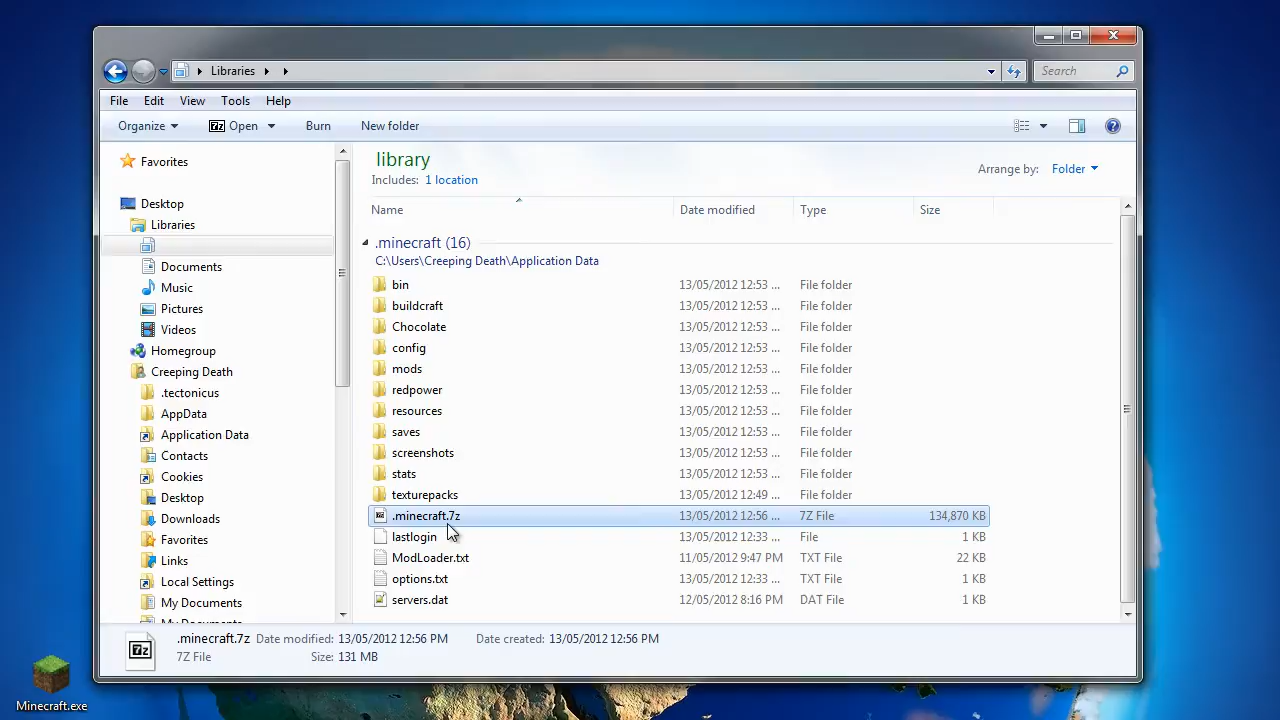 Libraries
Search
File Edit View Tools Help
Organize 7z Open Burn New folder
Favorites
Desktop
Libraries
Documents
Music
Pictures
Videos
Homegroup
Creeping Death
.tectonicus
AppData
Application Data
Contacts
Cookies
Desktop
Downloads
Favorites
Links
Local Settings
My Documents
library
Includes: 1 location
Arrange by: Folder
Name Date modified Type Size
.minecraft (16)
C:\Users\Creeping Death\Application Data
bin 13/05/2012 12:53 ... File folder
buildcraft 13/05/2012 12:53 ... File folder
Chocolate 13/05/2012 12:53 ... File folder
config 13/05/2012 12:53 ... File folder
mods 13/05/2012 12:53 ... File folder
redpower 13/05/2012 12:53 ... File folder
resources 13/05/2012 12:53 ... File folder
saves 13/05/2012 12:53 ... File folder
screenshots 13/05/2012 12:53 ... File folder
stats 13/05/2012 12:53 ... File folder
texturepacks 13/05/2012 12:49 ... File folder
.minecraft.7z 13/05/2012 12:56 ... 7Z File 134,870 KB
lastlogin 13/05/2012 12:33 ... File 1 KB
ModLoader.txt 11/05/2012 9:47 PM TXT File 22 KB
options.txt 13/05/2012 12:33 ... TXT File 1 KB
servers.dat 12/05/2012 8:16 PM DAT File 1 KB
7z
.minecraft.7z Date modified: 13/05/2012 12:56 PM Date created: 13/05/2012 12:56 PM
7Z File Size: 131 MB
Minecraft.exe